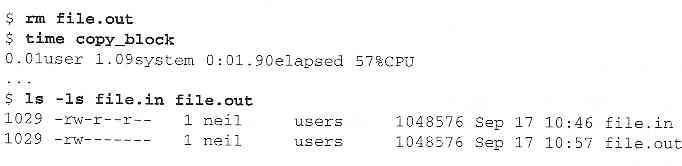 $ rm file.out
$ time copy_block
0.01user 1.09system 0:01.90elapsed 57%CPU
...
$ ls -ls file.in file.out
1029 -rw-r--r-- 1 neil users 1048576 Sep 17 10:46 file.in
1029 -rw------- 1 neil users 1048576 Sep 17 10:57 file.out